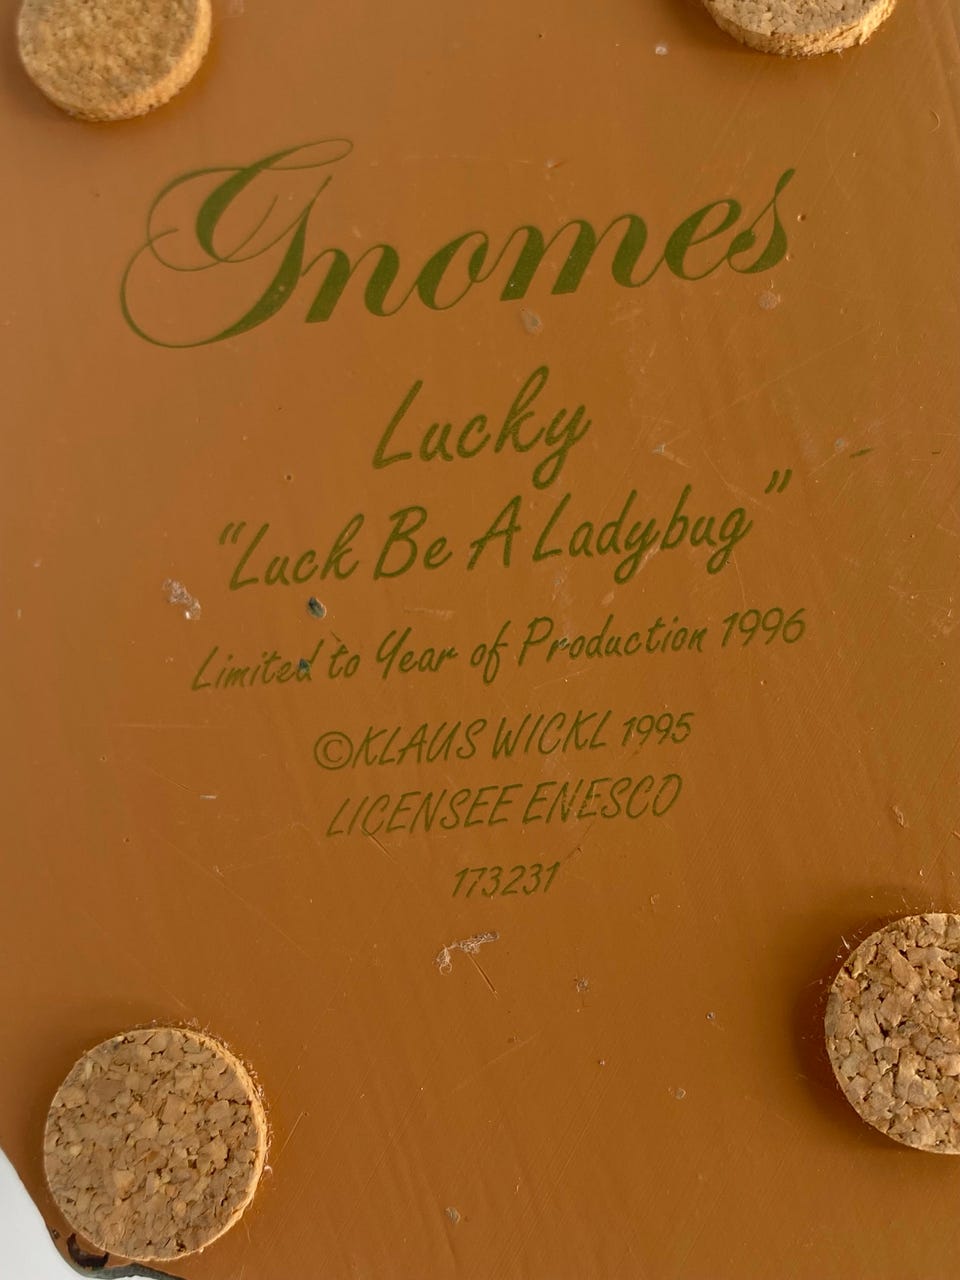 Gnomes
Lucky
"Luck Be A Ladybug"
Limited to Year of Production 1996
©KLAUS WICKL 1995
LICENSEE ENESCO
173231